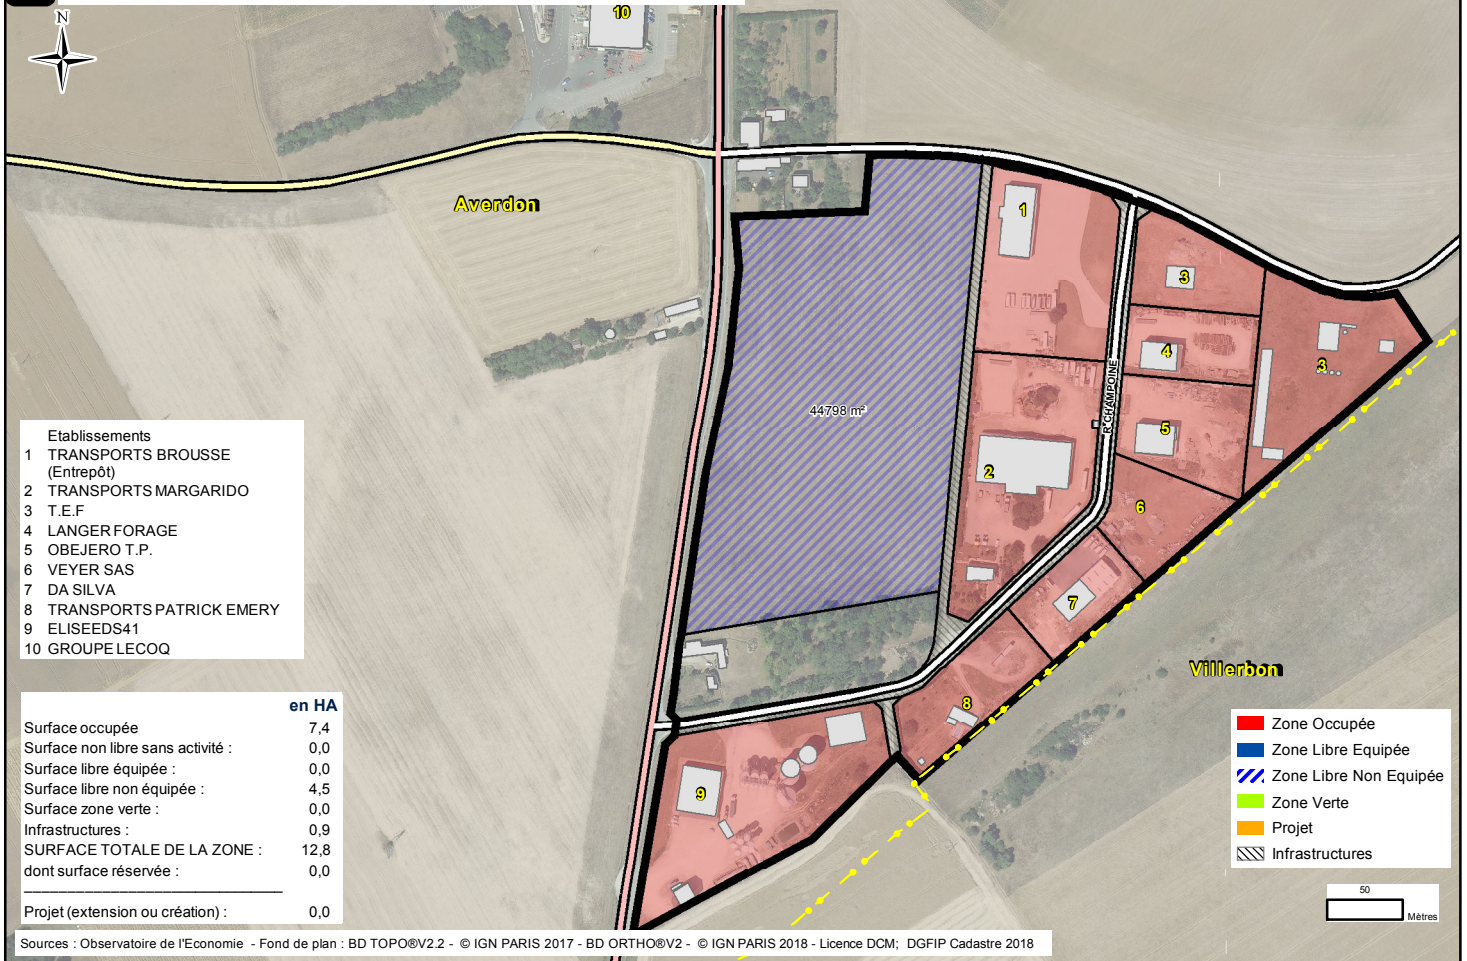 N
10
Averdon
1
3
4
3
44798 m²
R CHAMPOINE
5
2
6
7
8
9
Villerbon
Etablissements
1 TRANSPORTS BROUSSE
(Entrepôt)
2 TRANSPORTS MARGARIDO
3 T.E.F
4 LANGER FORAGE
5 OBEJERO T.P.
6 VEYER SAS
7 DA SILVA
8 TRANSPORTS PATRICK EMERY
9 ELISEEDS41
10 GROUPE LECOQ
en HA
Surface occupée 7,4
Surface non libre sans activité : 0,0
Surface libre équipée : 0,0
Surface libre non équipée : 4,5
Surface zone verte : 0,0
Infrastructures : 0,9
SURFACE TOTALE DE LA ZONE : 12,8
dont surface réservée : 0,0
Projet (extension ou création) : 0,0
Zone Occupée
Zone Libre Equipée
Zone Libre Non Equipée
Zone Verte
Projet
Infrastructures
50
Mètres
Sources : Observatoire de l'Economie - Fond de plan : BD TOPO®V2.2 - © IGN PARIS 2017 - BD ORTHO®V2 - © IGN PARIS 2018 - Licence DCM; DGFIP Cadastre 2018